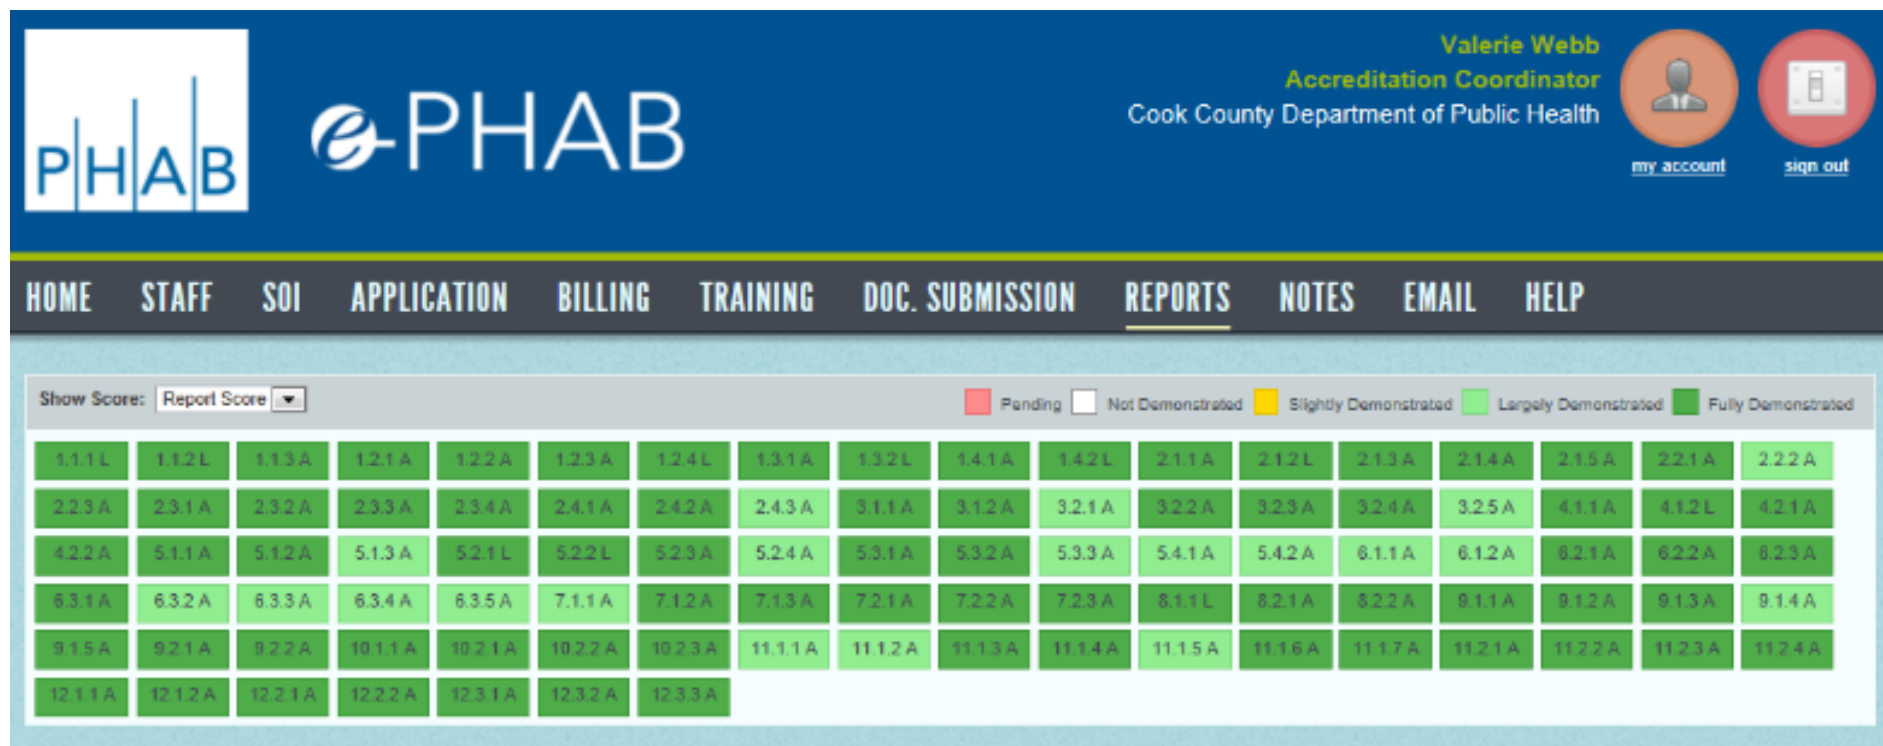 PHAB
e-PHAB
Valerie Webb
Accreditation Coordinator
Cook County Department of Public Health
my account
sign out
HOME STAFF SOI APPLICATION BILLING TRAINING DOC. SUBMISSION REPORTS NOTES EMAIL HELP
Show Score: Report Score
Pending Not Demonstrated Slightly Demonstrated Largely Demonstrated Fully Demonstrated
1.1.1 L 1.1.2 L 1.1.3 A 1.2.1 A 1.2.2 A 1.2.3 A 1.2.4 L 1.3.1 A 1.3.2 L 1.4.1 A 1.4.2 L 2.1.1 A 2.1.2 L 2.1.3 A 2.1.4 A 2.1.5 A 2.2.1 A 2.2.2 A
2.2.3 A 2.3.1 A 2.3.2 A 2.3.3 A 2.3.4 A 2.4.1 A 2.4.2 A 2.4.3 A 3.1.1 A 3.1.2 A 3.2.1 A 3.2.2 A 3.2.3 A 3.2.4 A 3.2.5 A 4.1.1 A 4.1.2 L 4.2.1 A
4.2.2 A 5.1.1 A 5.1.2 A 5.1.3 A 5.2.1 L 5.2.2 L 5.2.3 A 5.2.4 A 5.3.1 A 5.3.2 A 5.3.3 A 5.4.1 A 5.4.2 A 6.1.1 A 6.1.2 A 6.2.1 A 6.2.2 A 6.2.3 A
6.3.1 A 6.3.2 A 6.3.3 A 6.3.4 A 6.3.5 A 7.1.1 A 7.1.2 A 7.1.3 A 7.2.1 A 7.2.2 A 7.2.3 A 8.1.1 L 8.2.1 A 8.2.2 A 9.1.1 A 9.1.2 A 9.1.3 A 9.1.4 A
9.1.5 A 9.2.1 A 9.2.2 A 10.1.1 A 10.2.1 A 10.2.2 A 10.2.3 A 11.1.1 A 11.1.2 A 11.1.3 A 11.1.4 A 11.1.5 A 11.1.6 A 11.1.7 A 11.2.1 A 11.2.2 A 11.2.3 A 11.2.4 A
12.1.1 A 12.1.2 A 12.2.1 A 12.2.2 A 12.3.1 A 12.3.2 A 12.3.3 A